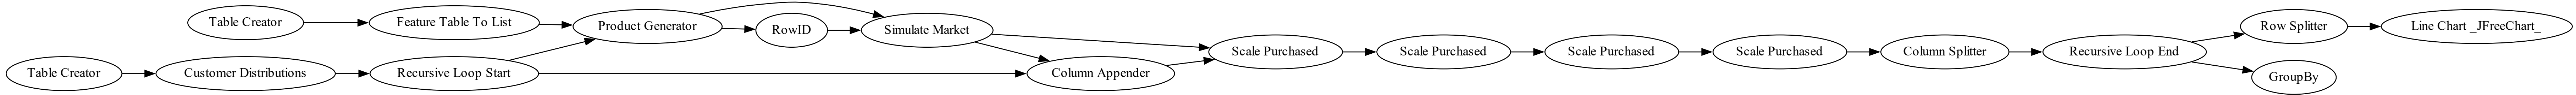 Table Creator
Feature Table To List
Product Generator
RowID
Simulate Market
Table Creator
Customer Distributions
Recursive Loop Start
Column Appender
Scale Purchased
Scale Purchased
Scale Purchased
Scale Purchased
Column Splitter
Recursive Loop End
Row Splitter
Line Chart _JFreeChart_
GroupBy